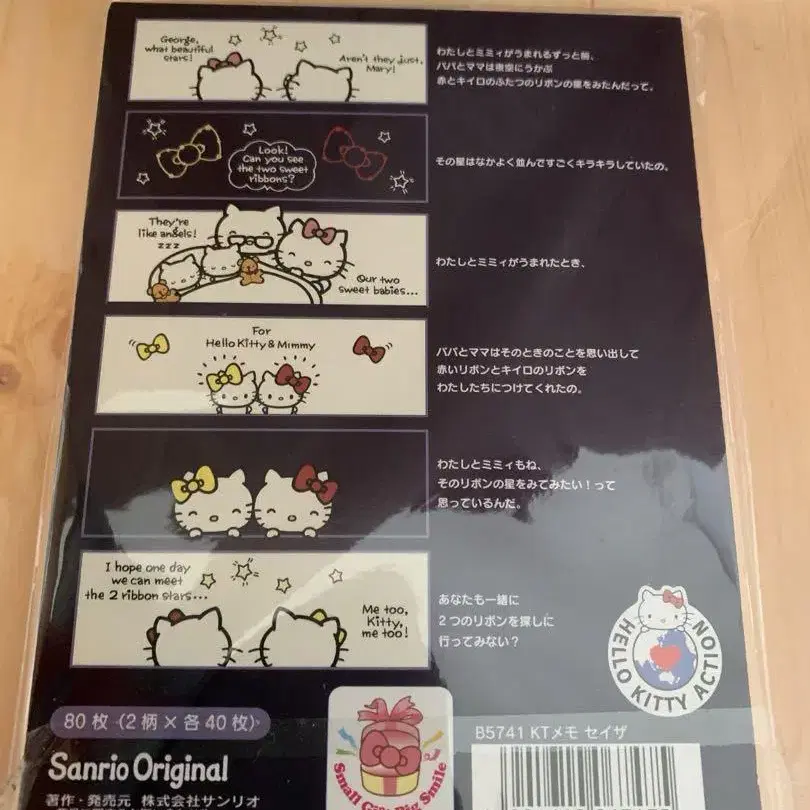 George,
what beautiful
stars!
Aren't they just,
Mary!
わたしとミミィがうまれるずっと前、
パパとママは夜空にうかぶ
赤とキイロのふたつのリボンの星をみたんだって。
Look!
Can you see
the two sweet
ribbons?
その星はなかよく並んですごくキラキラしていたの。
They're
like angels!
zzz
Our two
sweet babies...
わたしとミミィがうまれたとき、
For
Hello Kitty & Mimmy
パパとママはそのときのことを思い出して
赤いリボンとキイロのリボンを
わたしたちにつけてくれたの。
わたしとミミィもね、
そのリボンの星をみてみたい!って
思っているんだ。
I hope one day
we can meet
the 2 ribbon stars...
Me too,
Kitty,
me too!
あなたも一緒に
2つのリボンを探しに
行ってみない?
HELLO KITTY ACTION
80枚(2柄×各40枚)
Sanrio Original
著作・発売元 株式会社サンリオ
Small Gift Big Smile
B5741 KTメモ セイザ